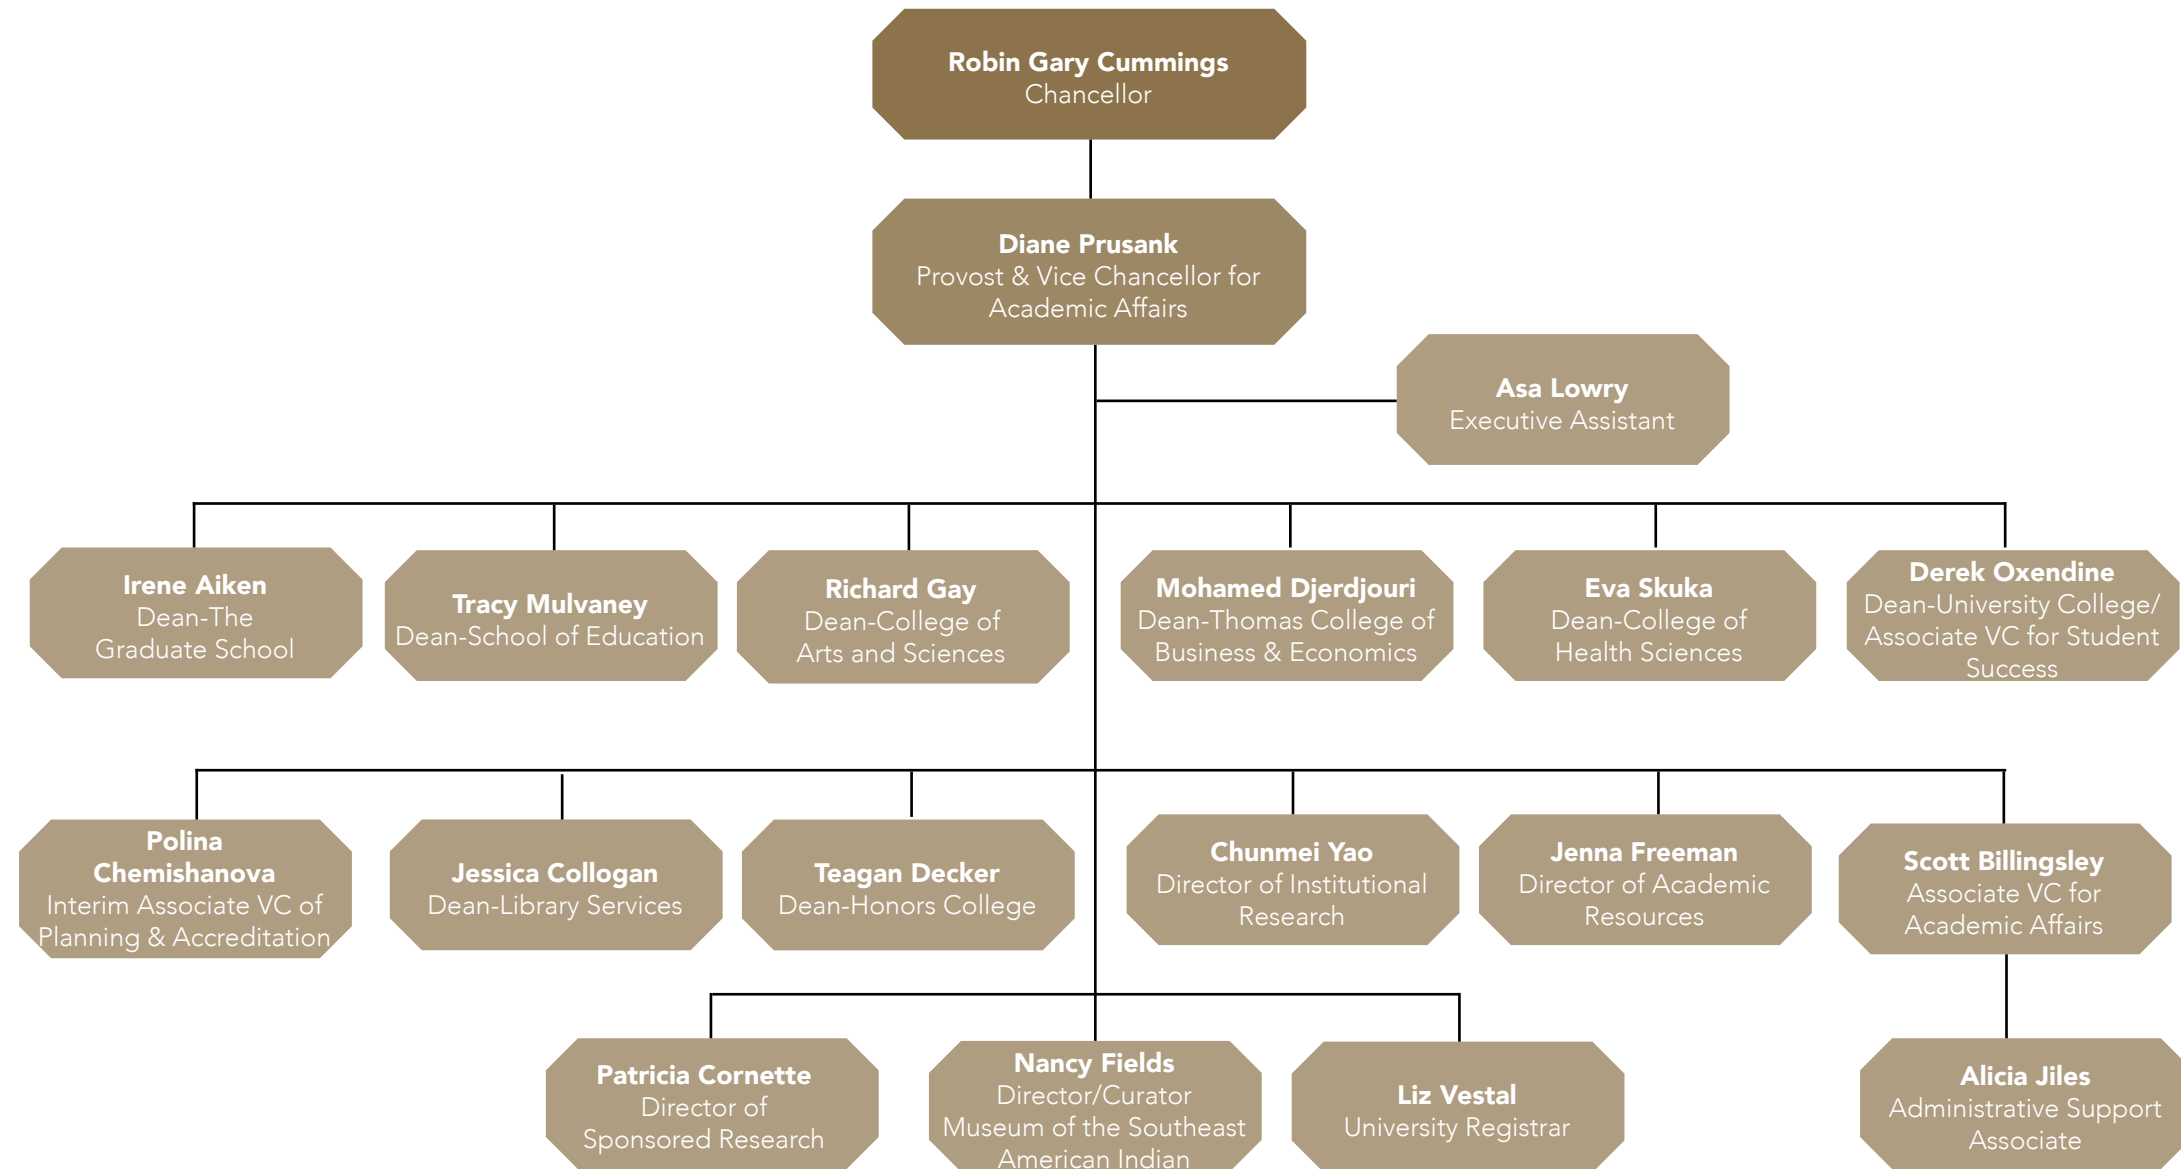 Robin Gary Cummings
Chancellor
Diane Prusank
Provost & Vice Chancellor for
Academic Affairs
Asa Lowry
Executive Assistant
Irene Aiken
Dean-The
Graduate School
Tracy Mulvaney
Dean-School of Education
Richard Gay
Dean-College of
Arts and Sciences
Mohamed Djerdjouri
Dean-Thomas College of
Business & Economics
Eva Skuka
Dean-College of
Health Sciences
Derek Oxendine
Dean-University College/
Associate VC for Student
Success
Polina
Chemishanova
Interim Associate VC of
Planning & Accreditation
Jessica Collogan
Dean-Library Services
Teagan Decker
Dean-Honors College
Chunmei Yao
Director of Institutional
Research
Jenna Freeman
Director of Academic
Resources
Scott Billingsley
Associate VC for
Academic Affairs
Patricia Cornette
Director of
Sponsored Research
Nancy Fields
Director/Curator
Museum of the Southeast
American Indian
Liz Vestal
University Registrar
Alicia Jiles
Administrative Support
Associate